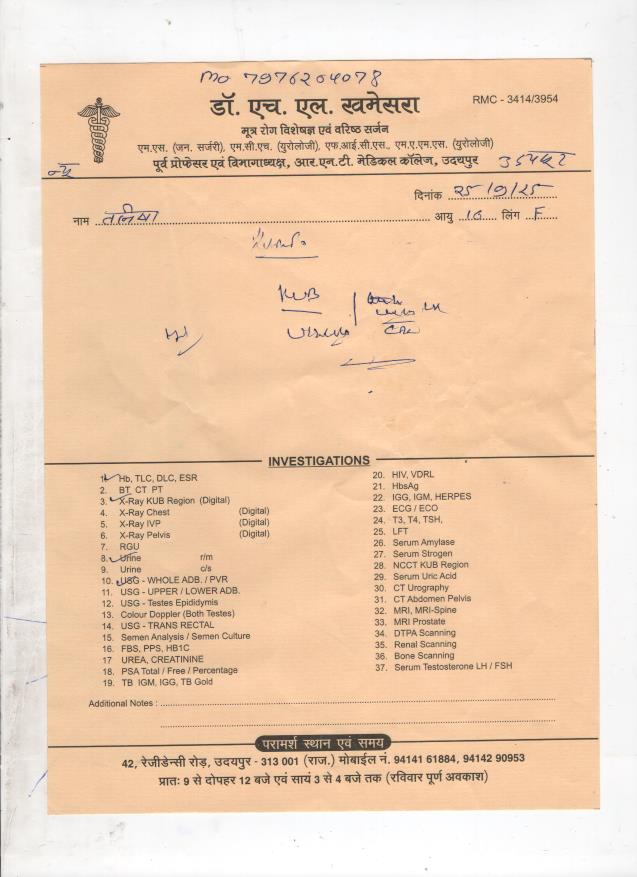 mo 7976204078
डॉ. एच. एल. खमेसरा
RMC - 3414/3954
मूत्र रोग विशेषज्ञ एवं वरिष्ठ सर्जन
एम.एस. (जन. सर्जरी), एम.सी.एच. (युरोलोजी), एफ.आई.सी.एस., एम.ए.एम.एस. (युरोलोजी)
पूर्व प्रोफेसर एवं विभागाध्यक्ष, आर.एन.टी. मेडिकल कॉलेज, उदयपुर
दिनांक 25/9/25
नाम आयु 10 लिंग F
KUB
INVESTIGATIONS
1. Hb, TLC, DLC, ESR
2. BT CT PT
3. X-Ray KUB Region (Digital)
4. X-Ray Chest (Digital)
5. X-Ray IVP (Digital)
6. X-Ray Pelvis (Digital)
7. RGU
8. Urine r/m
9. Urine c/s
10. USG - WHOLE ADB. / PVR
11. USG - UPPER / LOWER ADB.
12. USG - Testes Epididymis
13. Colour Doppler (Both Testes)
14. USG - TRANS RECTAL
15. Semen Analysis / Semen Culture
16. FBS, PPS, HB1C
17 UREA, CREATININE
18. PSA Total / Free / Percentage
19. TB IGM, IGG, TB Gold
20. HIV, VDRL
21. HbsAg
22. IGG, IGM, HERPES
23. ECG / ECO
24. T3, T4, TSH,
25. LFT
26. Serum Amylase
27. Serum Strogen
28. NCCT KUB Region
29. Serum Uric Acid
30. CT Urography
31. CT Abdomen Pelvis
32. MRI, MRI-Spine
33. MRI Prostate
34. DTPA Scanning
35. Renal Scanning
36. Bone Scanning
37. Serum Testosterone LH / FSH
Additional Notes :
परामर्श स्थान एवं समय
42, रेजीडेन्सी रोड़, उदयपुर - 313 001 (राज.) मोबाईल नं. 94141 61884, 94142 90953
प्रातः 9 से दोपहर 12 बजे एवं सायं 3 से 4 बजे तक (रविवार पूर्ण अवकाश)